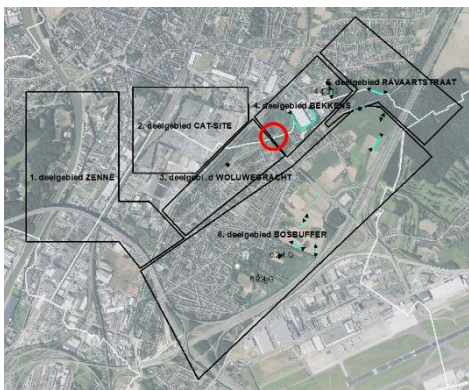 5. deelgebied RAVAARTSTRAAT
4. deelgebied BEKKENS
2. deelgebied CAT-SITE
1. deelgebied ZENNE
3. deelgebied WOLUWEGRACHT
6. deelgebied BOSBUFFER